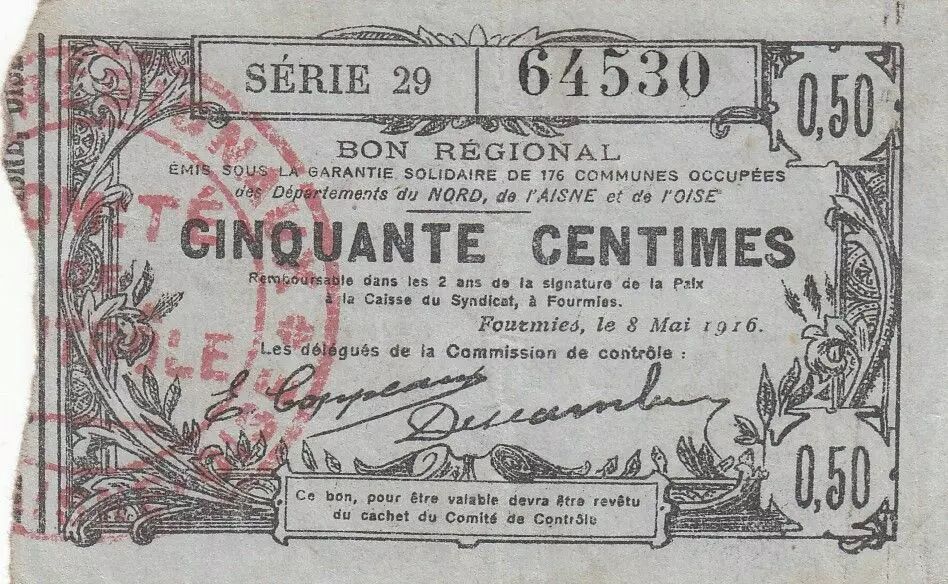 SÉRIE 29
64530
0,50
BON RÉGIONAL
ÉMIS SOUS LA GARANTIE SOLIDAIRE DE 176 COMMUNES OCCUPÉES
des Départements du NORD, de l'AISNE et de l'OISE
CINQUANTE CENTIMES
Remboursable dans les 2 ans de la signature de la Paix
à la Caisse du Syndicat, à Fourmies.
Fourmies, le 8 Mai 1916.
Les délégués de la Commission de contrôle :
0,50
Ce bon, pour être valable devra être revêtu
du cachet du Comité de Contrôle